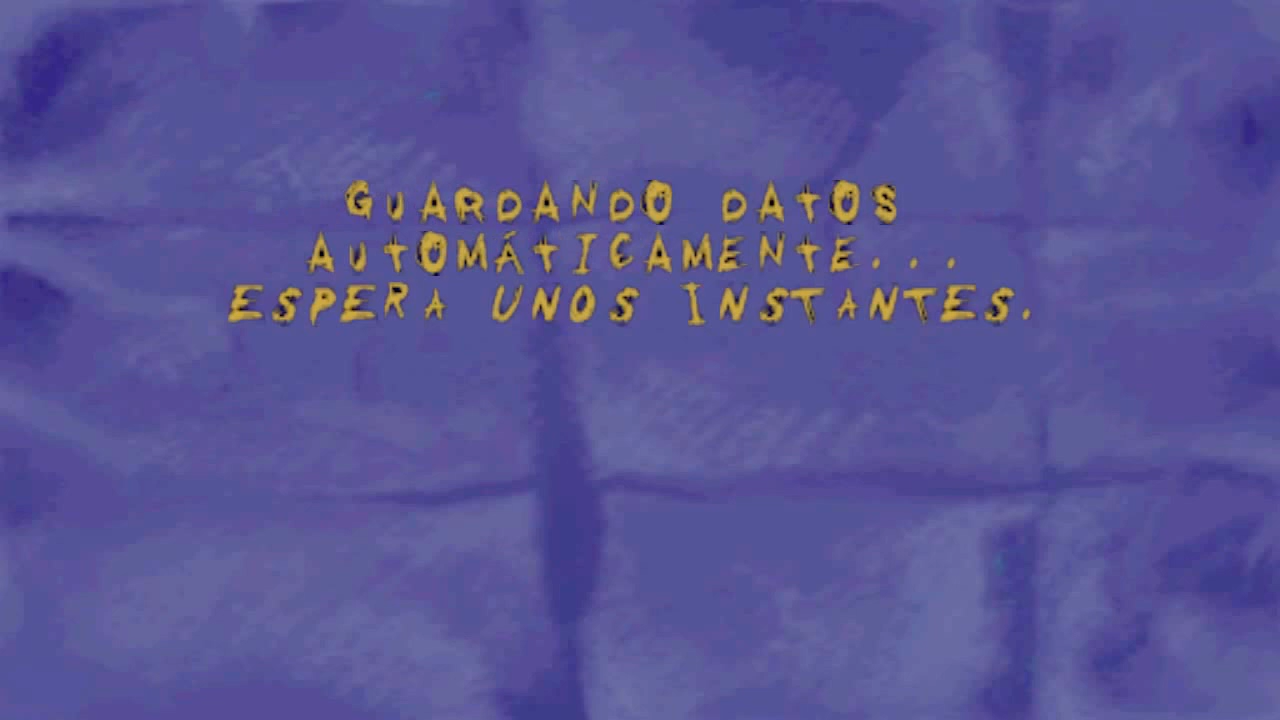 GUARDANDO DATOS
AUTOMÁTICAMENTE...
ESPERA UNOS INSTANTES.